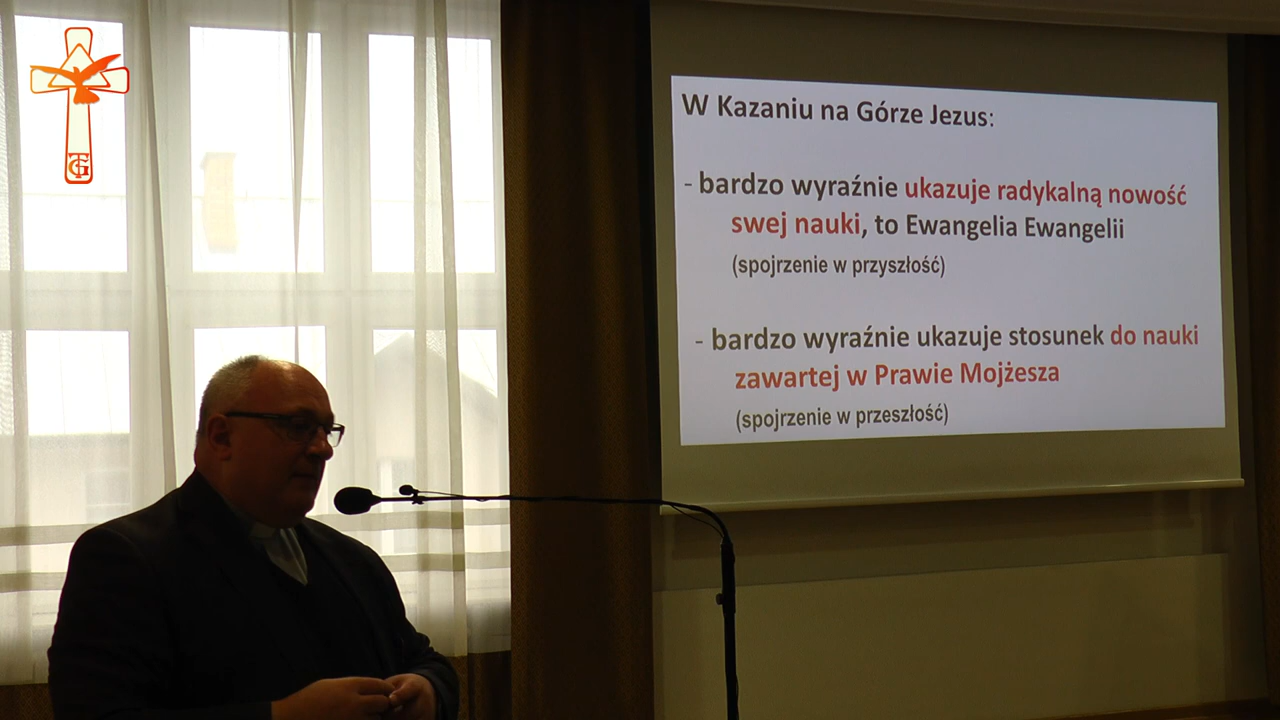 W Kazaniu na Górze Jezus:
- bardzo wyraźnie ukazuje radykalną nowość
swej nauki, to Ewangelia Ewangelii
(spojrzenie w przyszłość)
- bardzo wyraźnie ukazuje stosunek do nauki
zawartej w Prawie Mojżesza
(spojrzenie w przeszłość)